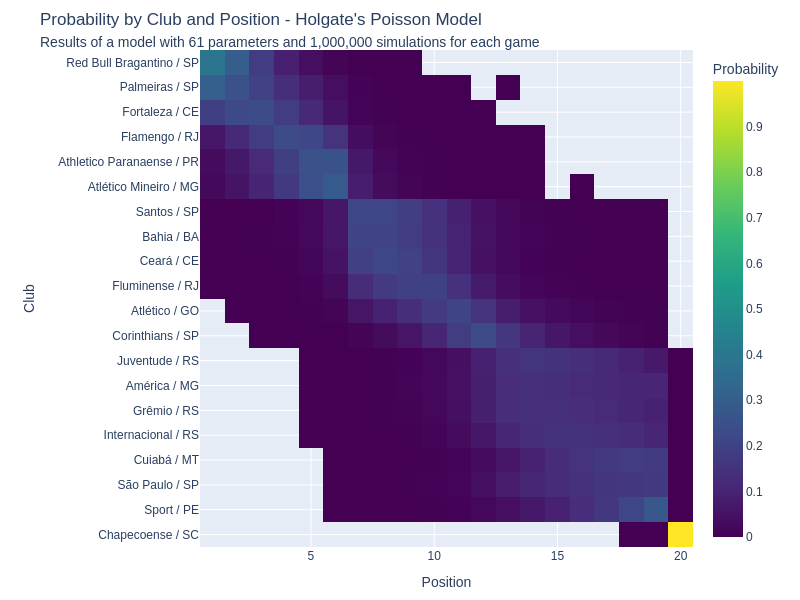 Probability by Club and Position - Holgate's Poisson Model
Results of a model with 61 parameters and 1,000,000 simulations for each game
Probability
Red Bull Bragantino / SP
Palmeiras / SP
Fortaleza / CE
Flamengo / RJ
Athletico Paranaense / PR
Atlético Mineiro / MG
Santos / SP
Bahia / BA
Ceará / CE
Fluminense / RJ
Atlético / GO
Corinthians / SP
Juventude / RS
América / MG
Grêmio / RS
Internacional / RS
Cuiabá / MT
São Paulo / SP
Sport / PE
Chapecoense / SC
Club
5
10
15
20
Position
0.9
0.8
0.7
0.6
0.5
0.4
0.3
0.2
0.1
0